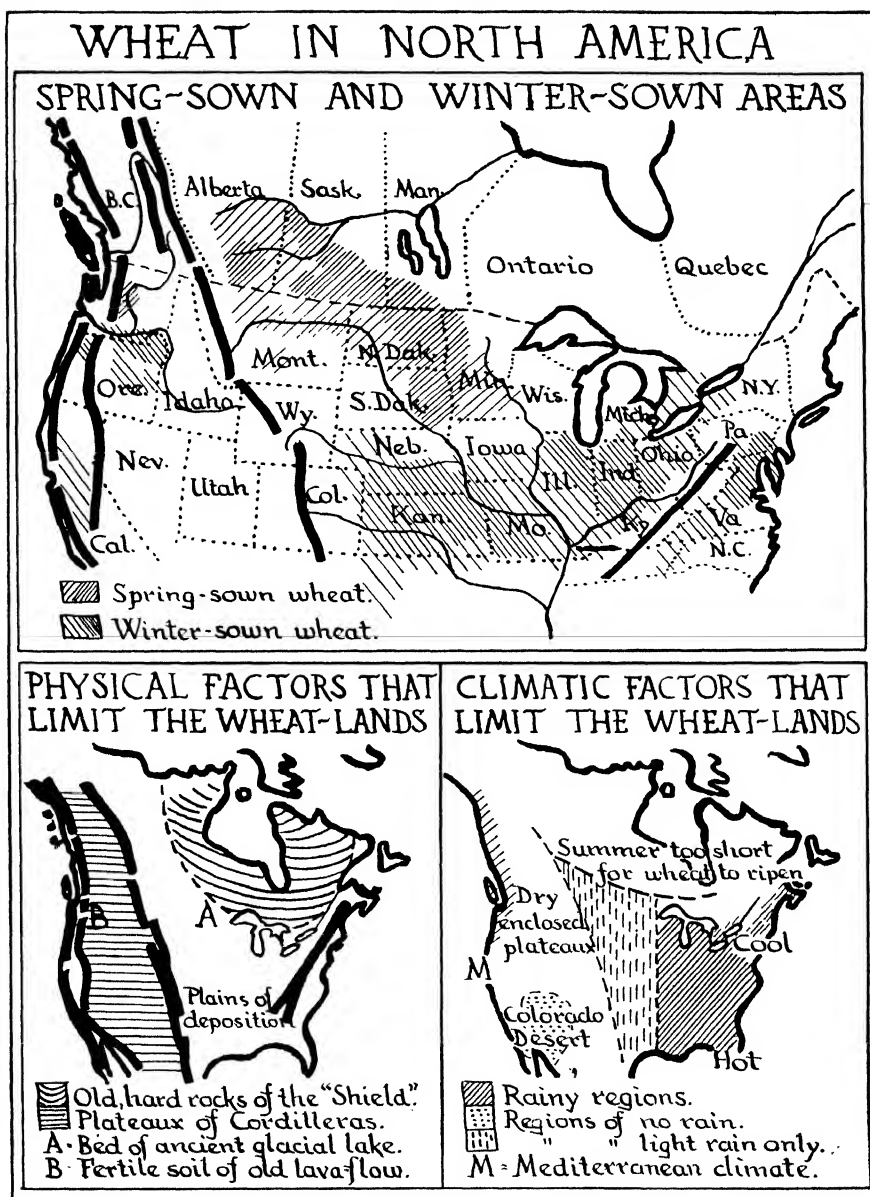 WHEAT IN NORTH AMERICA
SPRING-SOWN AND WINTER-SOWN AREAS
B.C.
Alberta
Sask.
Man.
Ontario
Quebec
Mont.
N. Dak.
Min.
Wis.
Mich.
N.Y.
Ore.
Idaho
Wy.
S. Dak.
Pa
Nev.
Utah
Neb.
Iowa
Ill.
Ind.
Ohio
Col.
Kan.
Mo.
Ky
Va
Cal.
N.C.
Spring-sown wheat.
Winter-sown wheat.
PHYSICAL FACTORS THAT
LIMIT THE WHEAT-LANDS
B
A
Plains of
deposition
Old, hard rocks of the "Shield".
Plateaux of Cordilleras.
A · Bed of ancient glacial lake.
B · Fertile soil of old lava-flow.
CLIMATIC FACTORS THAT
LIMIT THE WHEAT-LANDS
Summer too short
for wheat to ripen
Dry
enclosed
plateaux
Cool
M
Colorado
Desert
Hot
Rainy regions.
Regions of no rain.
" " light rain only.
M = Mediterranean climate.